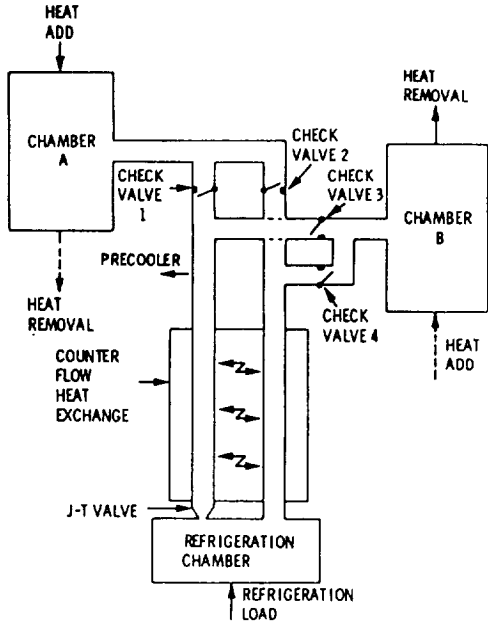 HEAT
ADD
CHAMBER
A
HEAT
REMOVAL
CHECK
VALVE 2
CHECK
VALVE
1
CHECK
VALVE 3
CHAMBER
B
PRECOOLER
HEAT
REMOVAL
CHECK
VALVE 4
HEAT
ADD
COUNTER
FLOW
HEAT
EXCHANGE
J-T VALVE
REFRIGERATION
CHAMBER
REFRIGERATION
LOAD